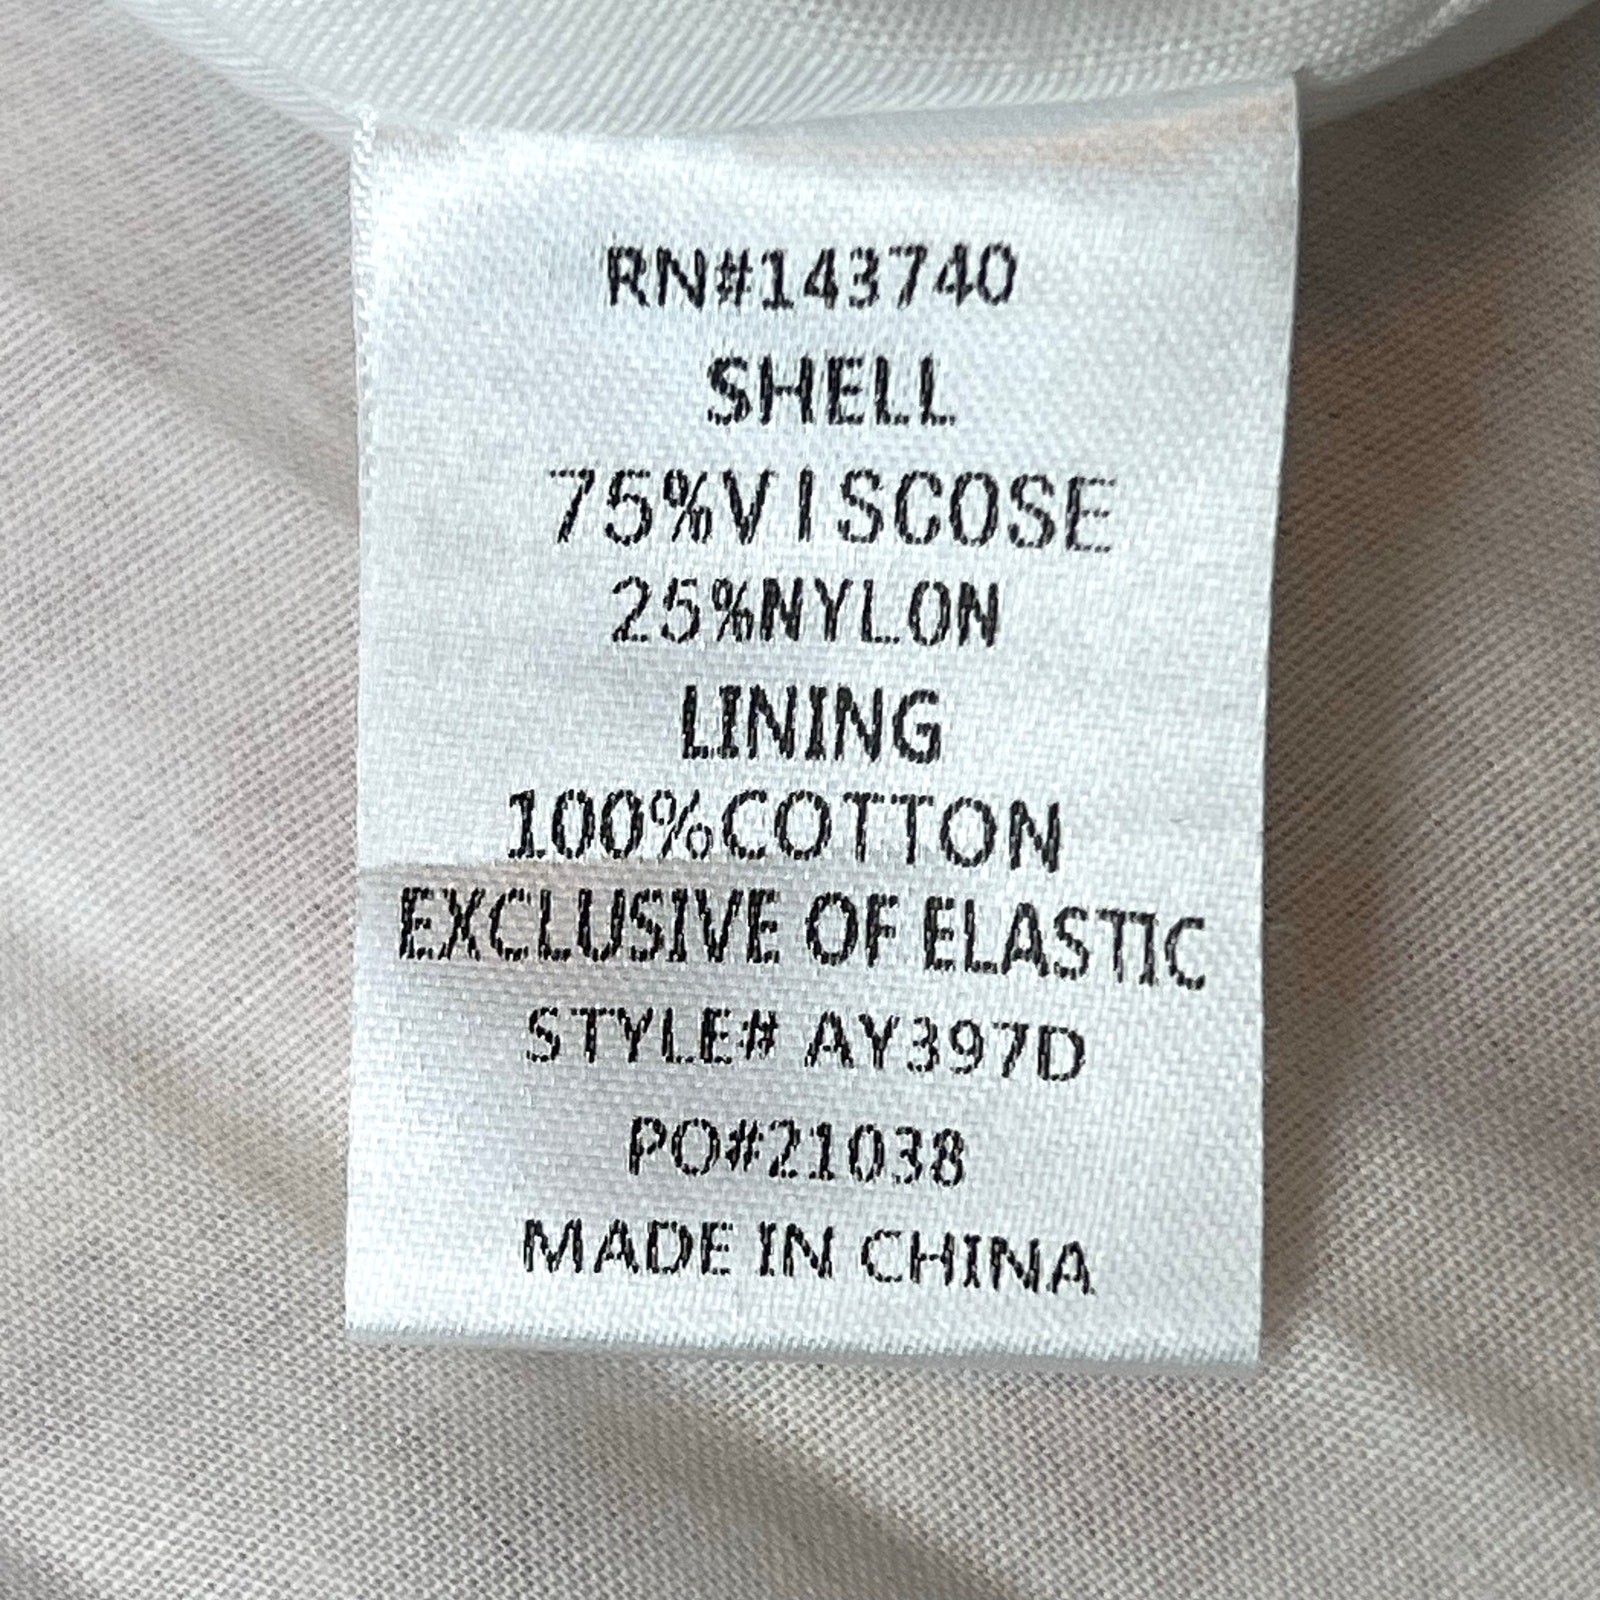 RN#143740
SHELL
75%VISCOSE
25%NYLON
LINING
100%COTTON
EXCLUSIVE OF ELASTIC
STYLE# AY397D
PO#21038
MADE IN CHINA